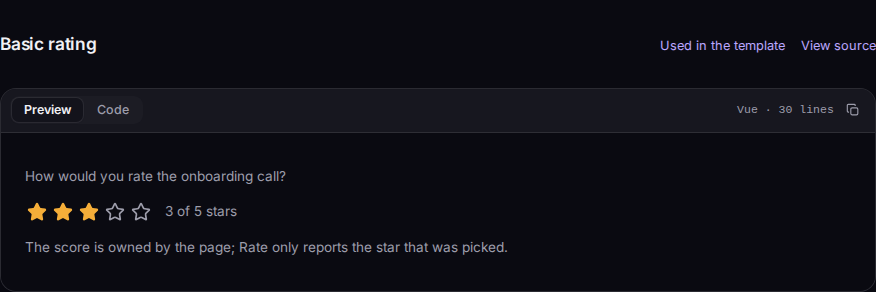 Basic rating
Used in the template View source
Preview Code
Vue · 30 lines
How would you rate the onboarding call?
3 of 5 stars
The score is owned by the page; Rate only reports the star that was picked.